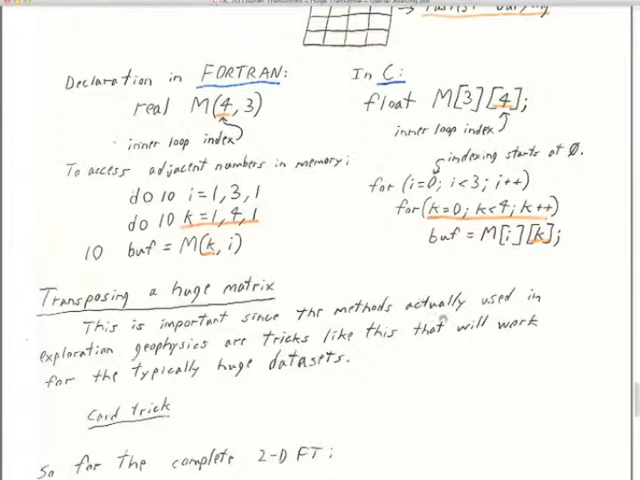 Declaration in FORTRAN:
real M(4,3)
inner loop index
To access adjacent numbers in memory:
do 10 i=1,3,1
do 10 k=1,4,1
10 buf = M(k,i)
In C:
float M[3][4];
inner loop index
indexing starts at 0.
for (i=0; i<3; i++)
for (k=0; k<4; k++)
buf = M[i][k];
Transposing a huge matrix
This is important since the methods actually used in
exploration geophysics are tricks like this that will work
for the typically huge datasets.
Card trick
So for the complete 2-D FT: